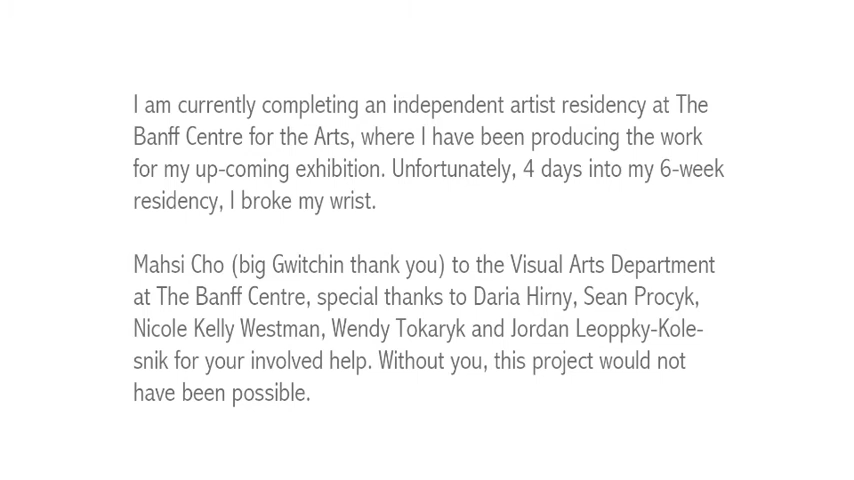 I am currently completing an independent artist residency at The
Banff Centre for the Arts, where I have been producing the work
for my up-coming exhibition. Unfortunately, 4 days into my 6-week
residency, I broke my wrist.
Mahsi Cho (big Gwitchin thank you) to the Visual Arts Department
at The Banff Centre, special thanks to Daria Hirny, Sean Procyk,
Nicole Kelly Westman, Wendy Tokaryk and Jordan Leoppky-Kole-
snik for your involved help. Without you, this project would not
have been possible.